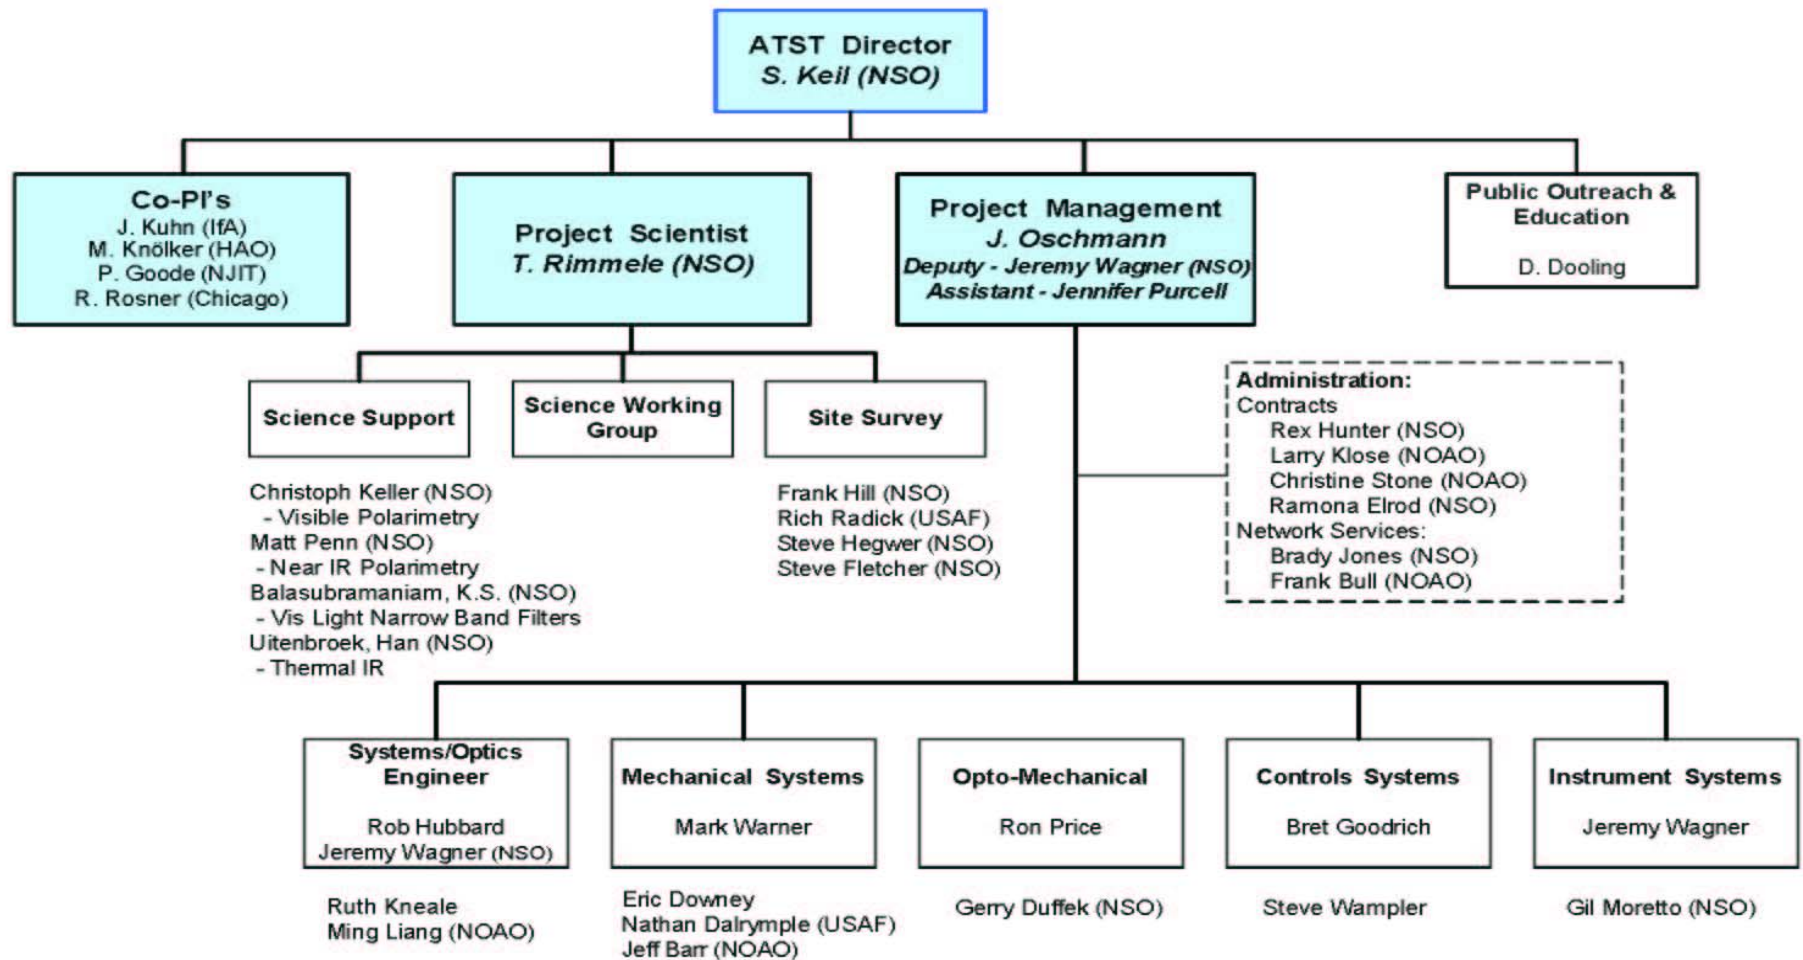 ATST Director
S. Keil (NSO)
Co-PI's
J. Kuhn (IfA)
M. Knölker (HAO)
P. Goode (NJIT)
R. Rosner (Chicago)
Project Scientist
T. Rimmele (NSO)
Project Management
J. Oschmann
Deputy - Jeremy Wagner (NSO)
Assistant - Jennifer Purcell
Public Outreach &
Education
D. Dooling
Science Support
Christoph Keller (NSO)
- Visible Polarimetry
Matt Penn (NSO)
- Near IR Polarimetry
Balasubramaniam, K.S. (NSO)
- Vis Light Narrow Band Filters
Uitenbroek, Han (NSO)
- Thermal IR
Science Working
Group
Site Survey
Frank Hill (NSO)
Rich Radick (USAF)
Steve Hegwer (NSO)
Steve Fletcher (NSO)
Administration:
Contracts
Rex Hunter (NSO)
Larry Klose (NOAO)
Christine Stone (NOAO)
Ramona Elrod (NSO)
Network Services:
Brady Jones (NSO)
Frank Bull (NOAO)
Systems/Optics
Engineer
Rob Hubbard
Jeremy Wagner (NSO)
Ruth Kneale
Ming Liang (NOAO)
Mechanical Systems
Mark Warner
Eric Downey
Nathan Dalrymple (USAF)
Jeff Barr (NOAO)
Opto-Mechanical
Ron Price
Gerry Duffek (NSO)
Controls Systems
Bret Goodrich
Steve Wampler
Instrument Systems
Jeremy Wagner
Gil Moretto (NSO)